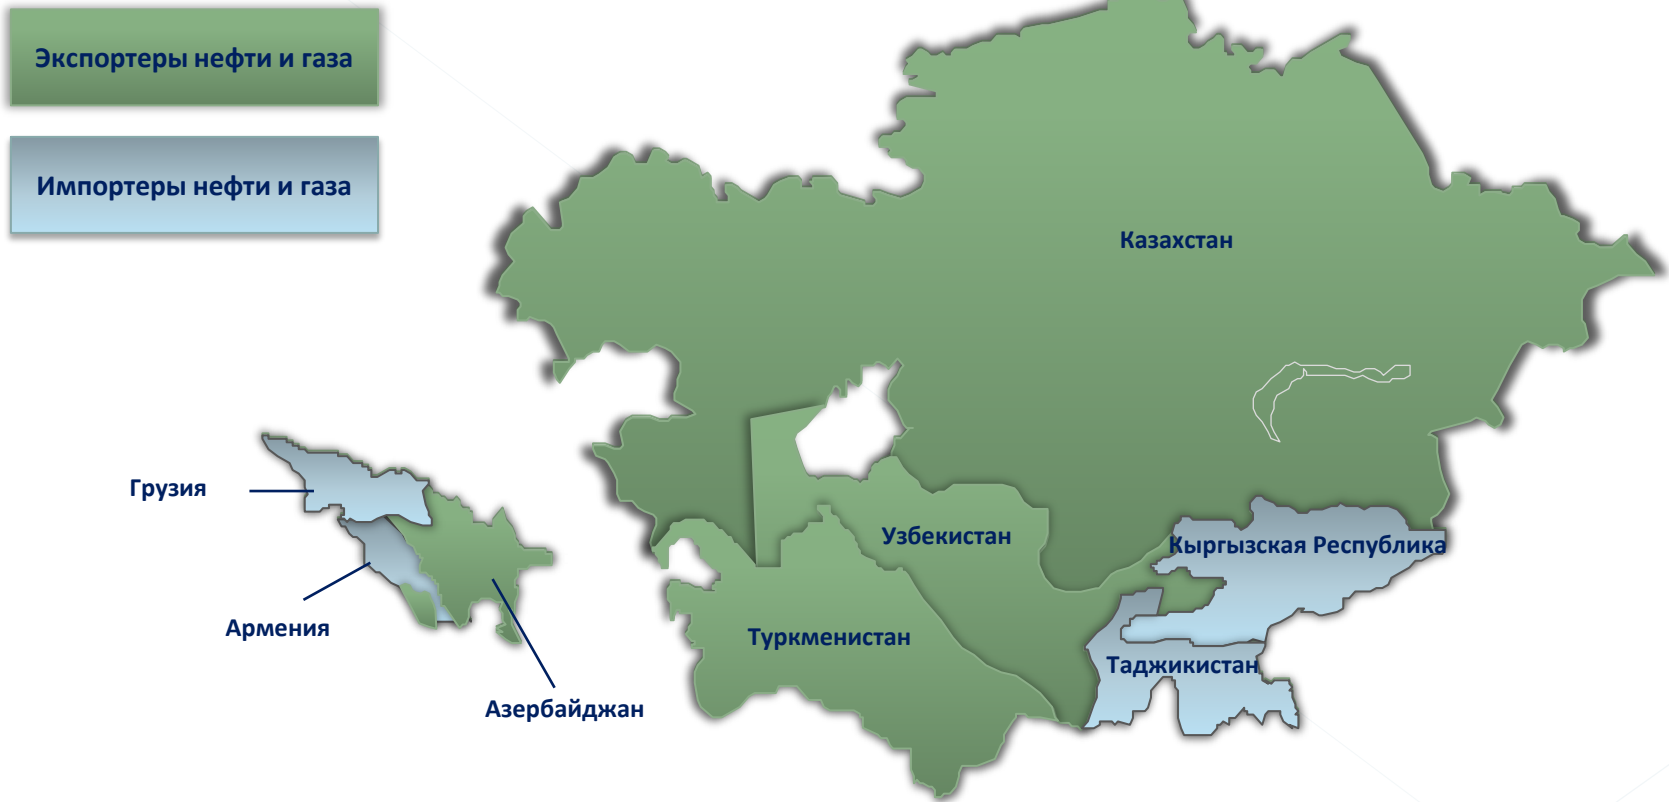 Экспортеры нефти и газа
Импортеры нефти и газа
Казахстан
Грузия
Узбекистан
Кыргызская Республика
Армения
Туркменистан
Таджикистан
Азербайджан